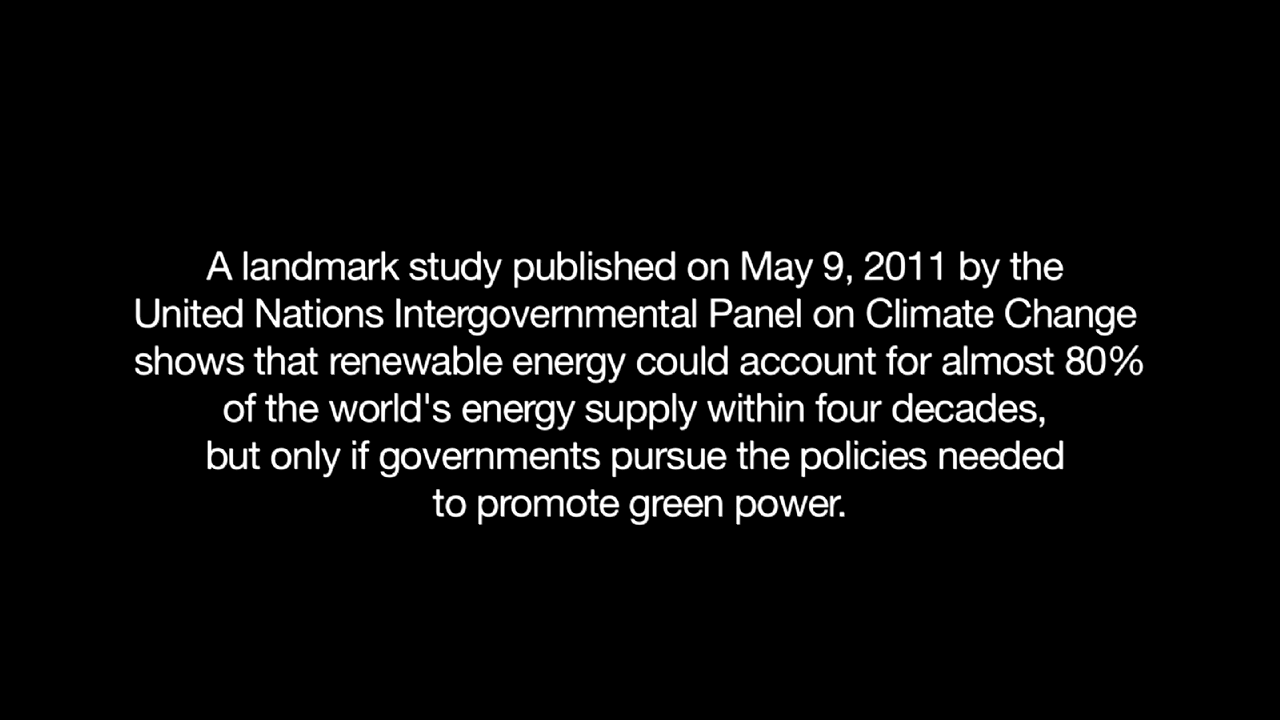 A landmark study published on May 9, 2011 by the
United Nations Intergovernmental Panel on Climate Change
shows that renewable energy could account for almost 80%
of the world's energy supply within four decades,
but only if governments pursue the policies needed
to promote green power.